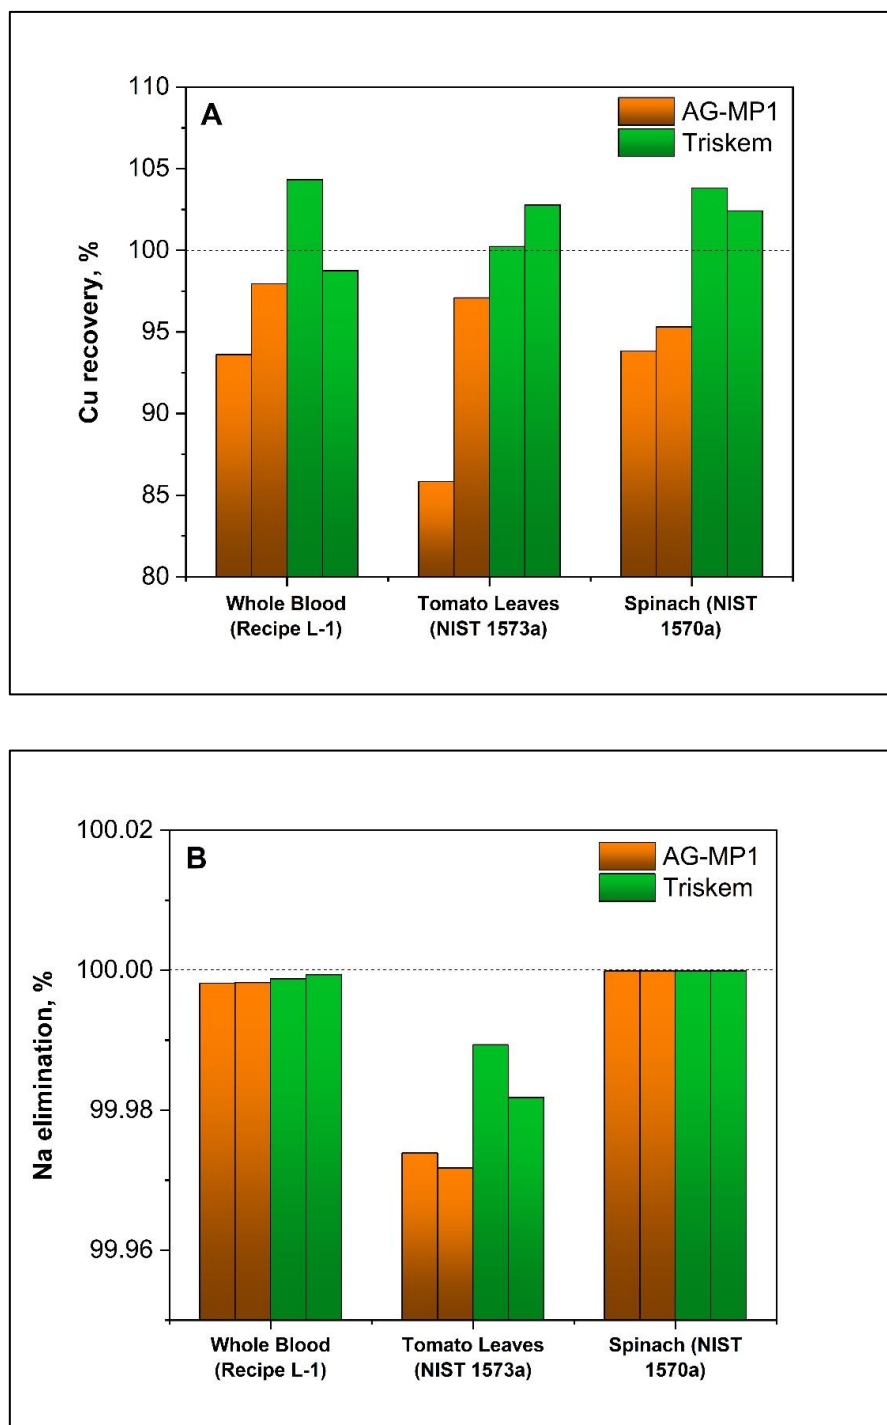 A
AG-MP1
Triskem
110
105
100
95
90
85
80
Cu recovery, %
Whole Blood
(Recipe L-1)
Tomato Leaves
(NIST 1573a)
Spinach (NIST
1570a)
B
AG-MP1
Triskem
100.02
100.00
99.98
99.96
Na elimination, %
Whole Blood
(Recipe L-1)
Tomato Leaves
(NIST 1573a)
Spinach (NIST
1570a)